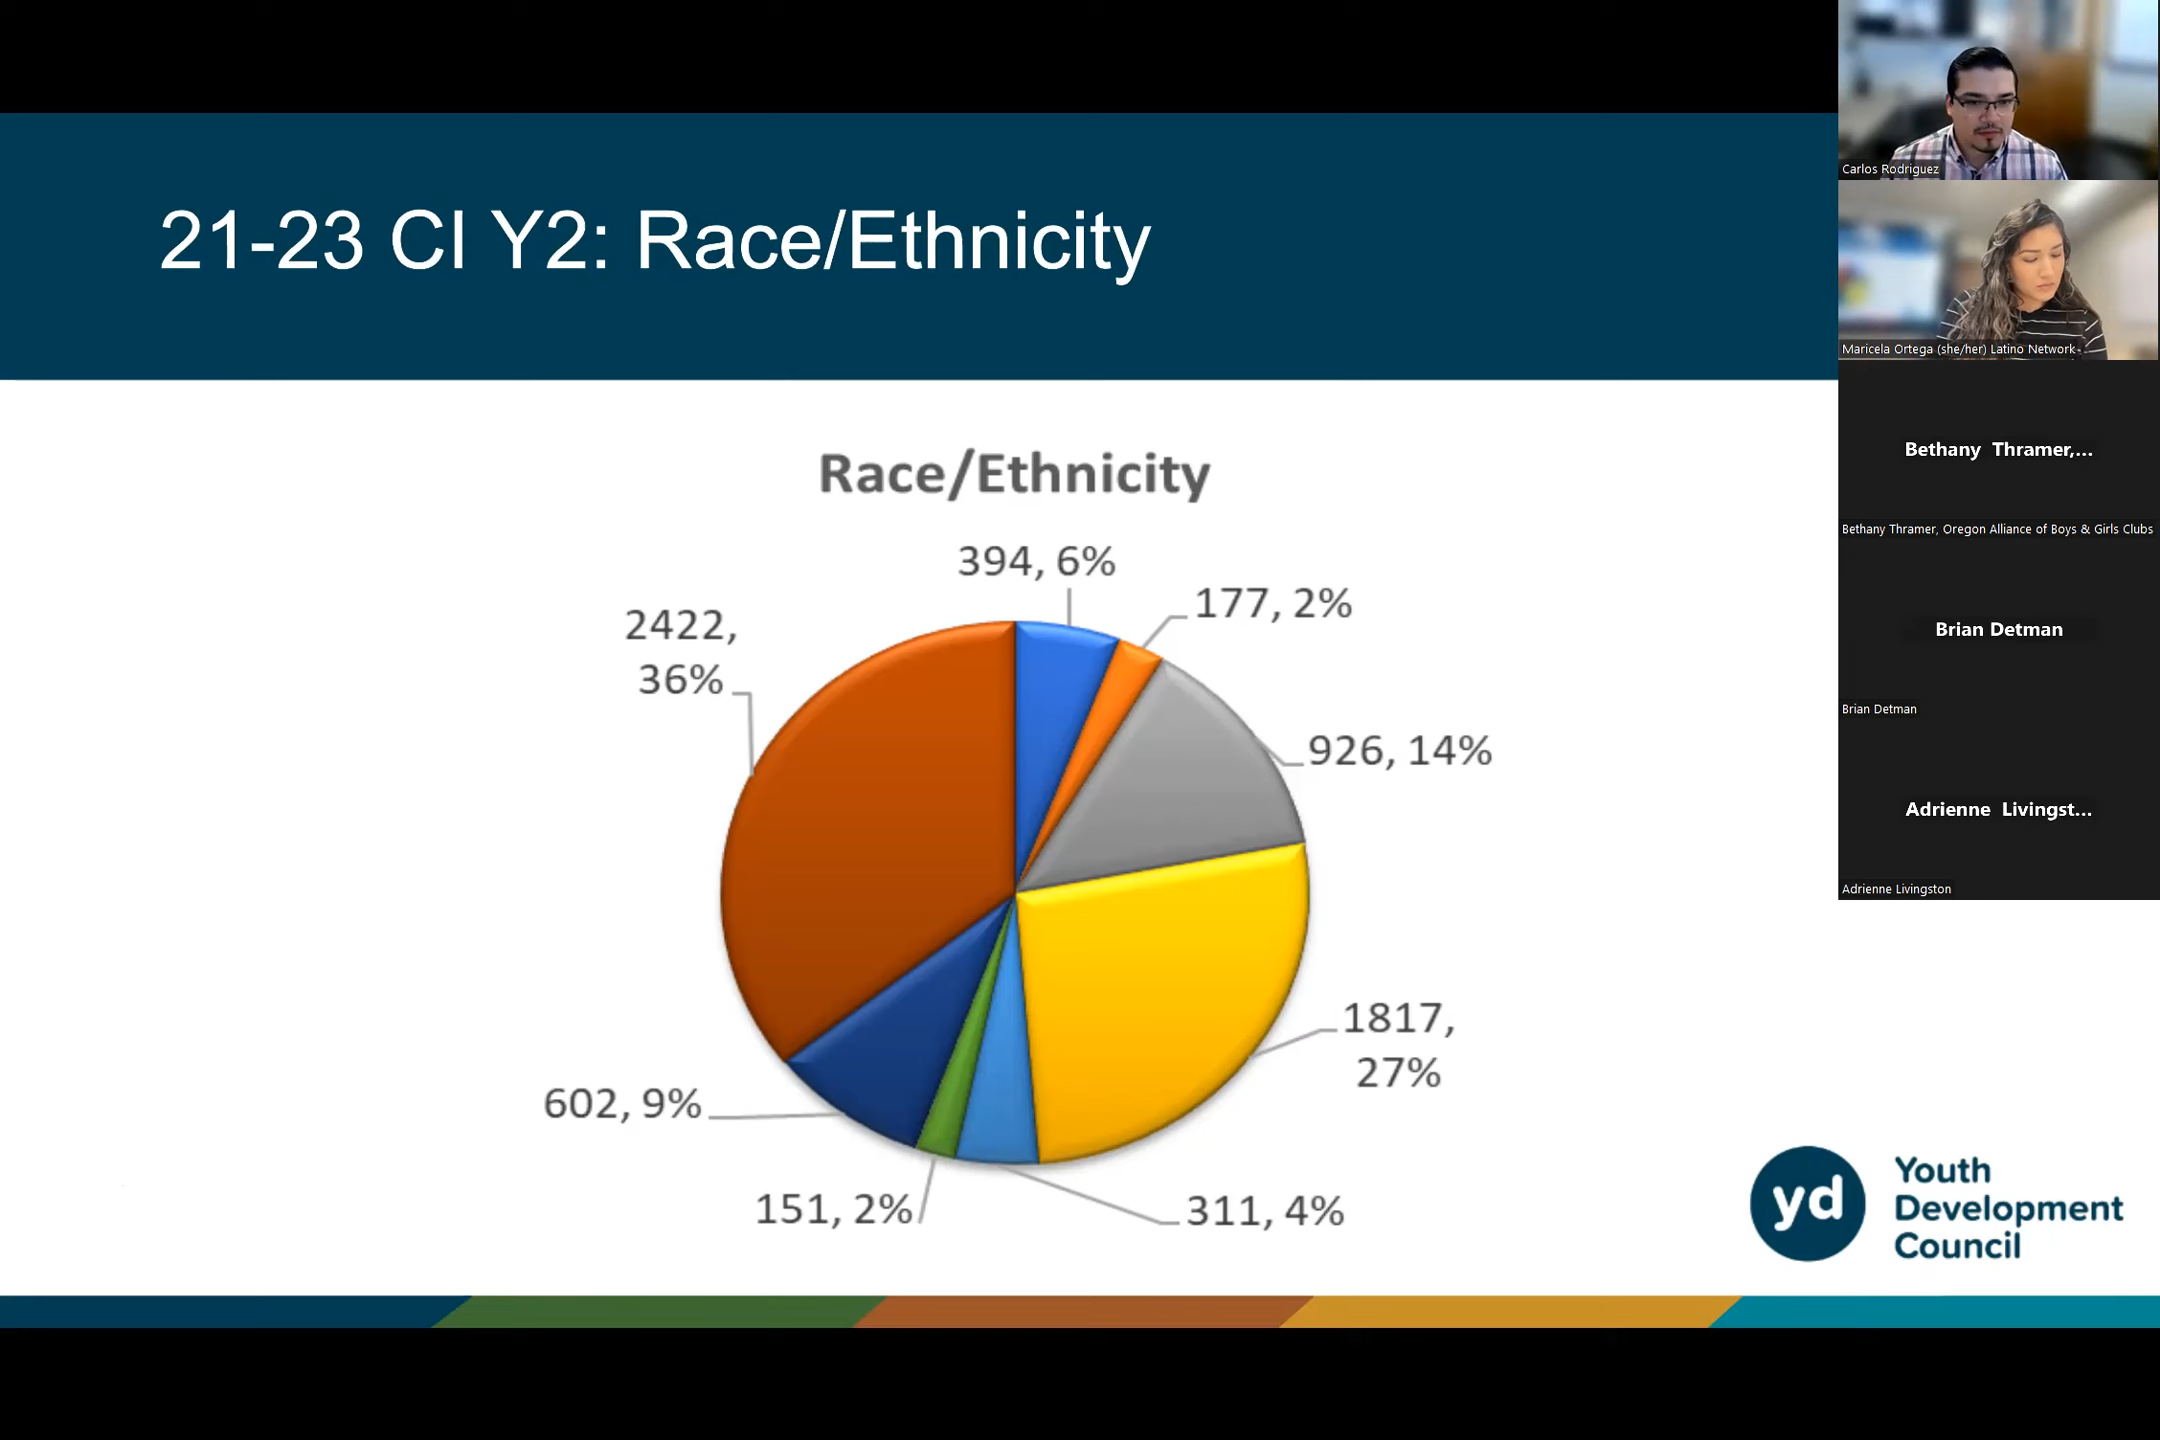 21-23 CI Y2: Race/Ethnicity
Race/Ethnicity
394, 6%
177, 2%
2422,
36%
926, 14%
1817,
27%
602, 9%
151, 2%
311, 4%
yd
Youth
Development
Council
Carlos Rodriguez
Maricela Ortega (she/her) Latino Network
Bethany Thramer,...
Bethany Thramer, Oregon Alliance of Boys & Girls Clubs
Brian Detman
Brian Detman
Adrienne Livingst...
Adrienne Livingston